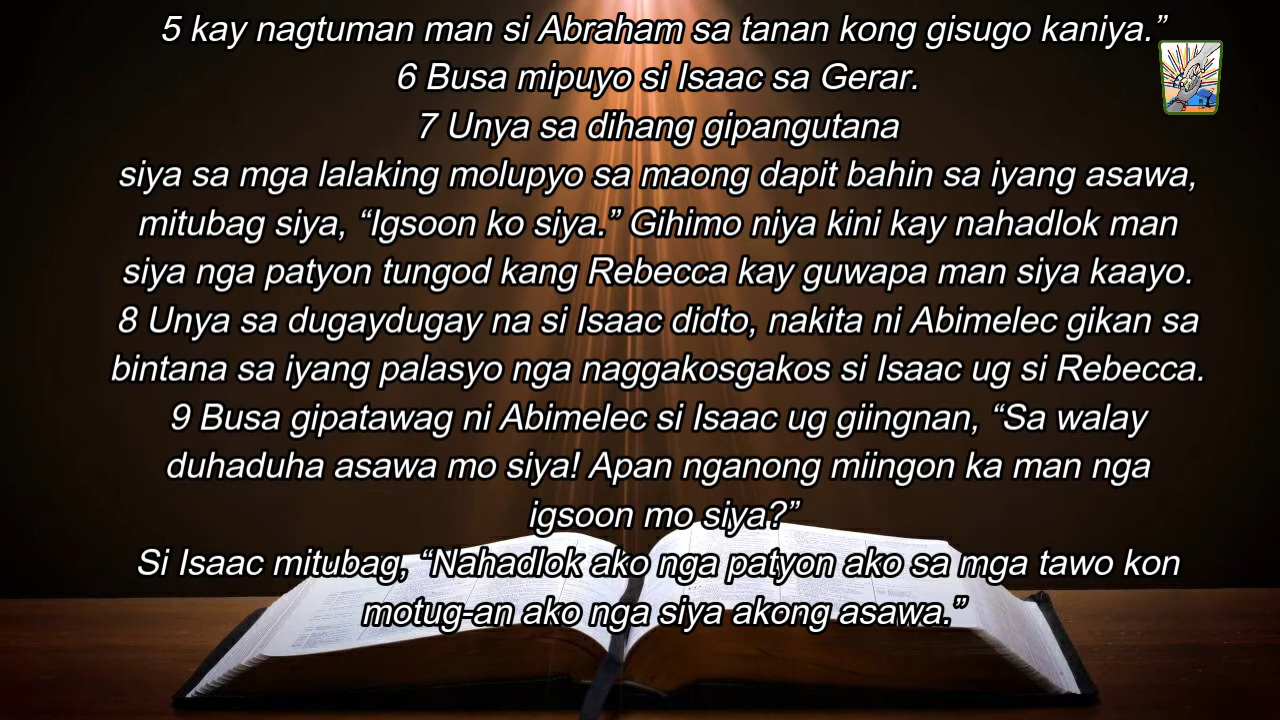 5 kay nagtuman man si Abraham sa tanan kong gisugo kaniya.”
6 Busa mipuyo si Isaac sa Gerar.
7 Unya sa dihang gipangutana
siya sa mga lalaking molupyo sa maong dapit bahin sa iyang asawa,
mitubag siya, “Igsoon ko siya.” Gihimo niya kini kay nahadlok man
siya nga patyon tungod kang Rebecca kay guwapa man siya kaayo.
8 Unya sa dugaydugay na si Isaac didto, nakita ni Abimelec gikan sa
bintana sa iyang palasyo nga naggakosgakos si Isaac ug si Rebecca.
9 Busa gipatawag ni Abimelec si Isaac ug giingnan, “Sa walay
duhaduha asawa mo siya! Apan nganong miingon ka man nga
igsoon mo siya?”
Si Isaac mitubag, “Nahadlok ako nga patyon ako sa mga tawo kon
motug-an ako nga siya akong asawa.”